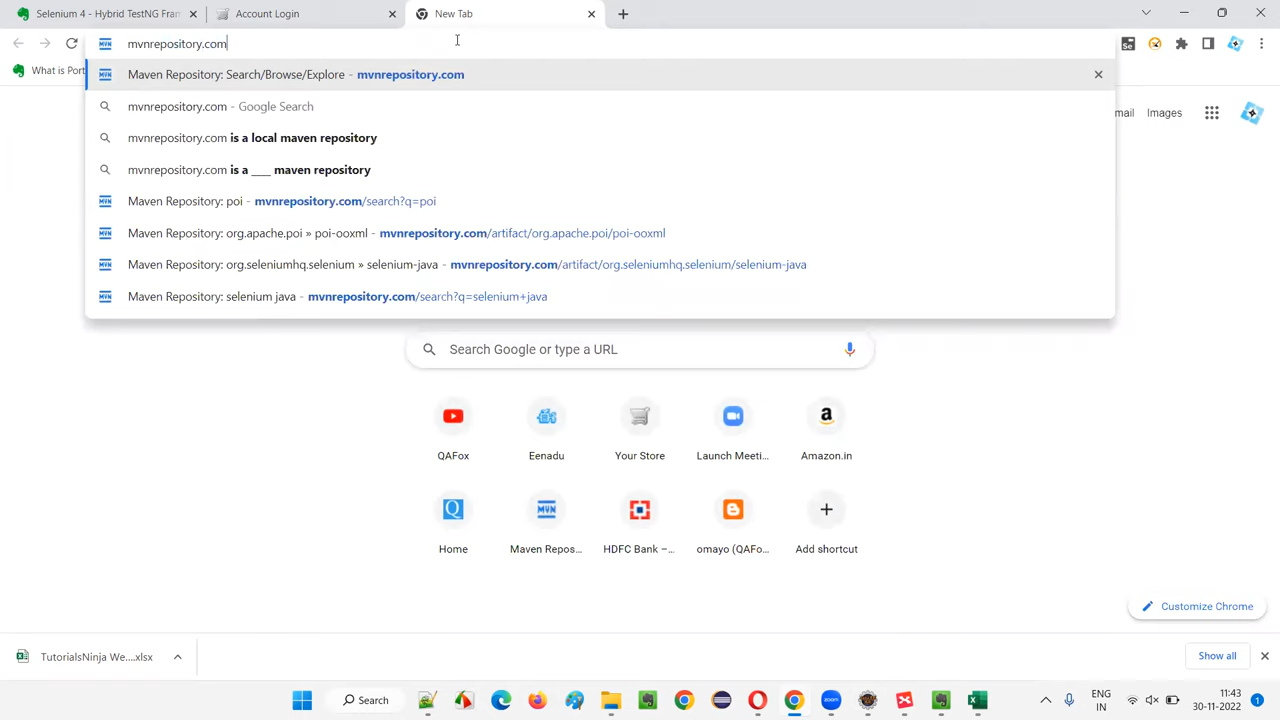 Selenium 4 - Hybrid TestNG Fram
Account Login
New Tab
mvnrepository.com
What is Port
Maven Repository: Search/Browse/Explore - mvnrepository.com
mvnrepository.com - Google Search
mvnrepository.com is a local maven repository
mvnrepository.com is a ___ maven repository
Maven Repository: poi - mvnrepository.com/search?q=poi
Maven Repository: org.apache.poi » poi-ooxml - mvnrepository.com/artifact/org.apache.poi/poi-ooxml
Maven Repository: org.seleniumhq.selenium » selenium-java - mvnrepository.com/artifact/org.seleniumhq.selenium/selenium-java
Maven Repository: selenium java - mvnrepository.com/search?q=selenium+java
mail Images
Search Google or type a URL
QAFox
Eenadu
Your Store
Launch Meeti...
Amazon.in
Home
Maven Repos...
HDFC Bank –...
omayo (QAFo...
Add shortcut
Customize Chrome
TutorialsNinja We....xlsx
Show all
Search
ENG
IN
11:43
30-11-2022